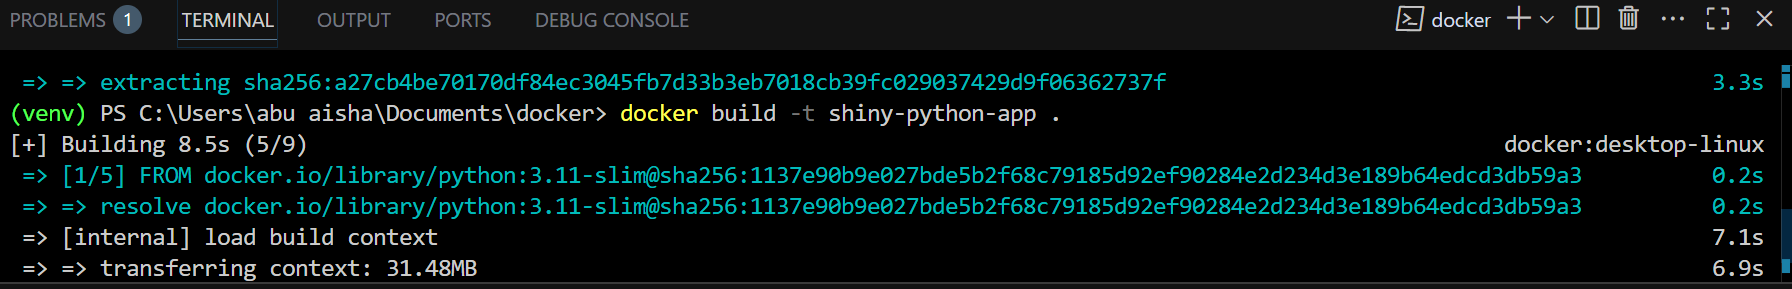 PROBLEMS 1 TERMINAL OUTPUT PORTS DEBUG CONSOLE docker
=> => extracting sha256:a27cb4be70170df84ec3045fb7d33b3eb7018cb39fc029037429d9f06362737f 3.3s
(venv) PS C:\Users\abu aisha\Documents\docker> docker build -t shiny-python-app .
[+] Building 8.5s (5/9) docker:desktop-linux
=> [1/5] FROM docker.io/library/python:3.11-slim@sha256:1137e90b9e027bde5b2f68c79185d92ef90284e2d234d3e189b64edcd3db59a3 0.2s
=> => resolve docker.io/library/python:3.11-slim@sha256:1137e90b9e027bde5b2f68c79185d92ef90284e2d234d3e189b64edcd3db59a3 0.2s
=> [internal] load build context 7.1s
=> => transferring context: 31.48MB 6.9s